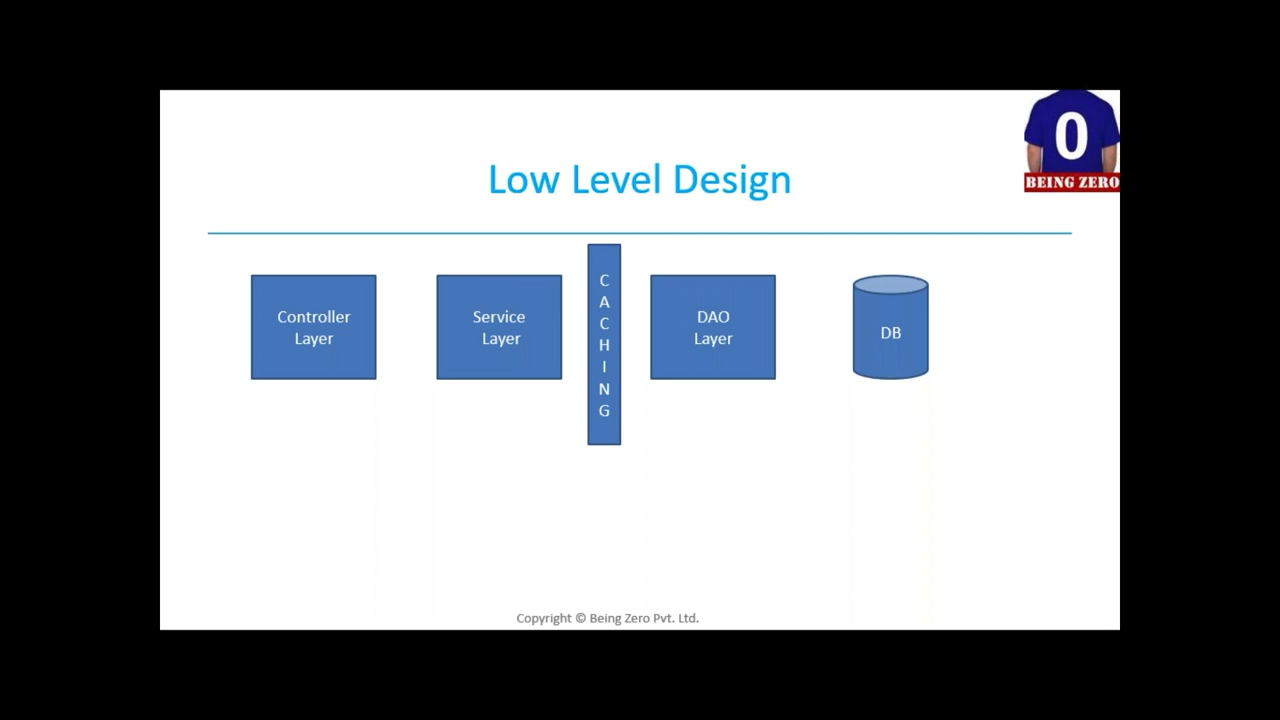 0
BEING ZERO
Low Level Design
Controller
Layer
Service
Layer
C
A
C
H
I
N
G
DAO
Layer
DB
Copyright © Being Zero Pvt. Ltd.